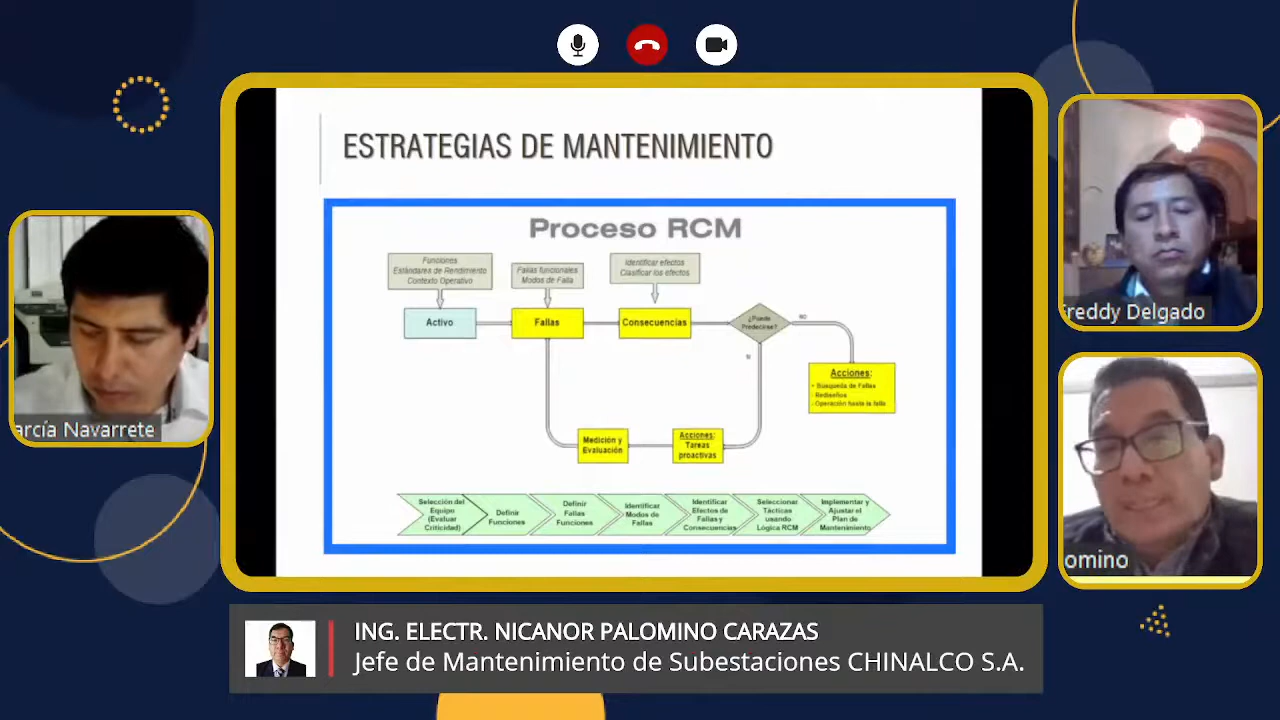 ESTRATEGIAS DE MANTENIMIENTO
Proceso RCM
Funciones
Estándares de Rendimiento
Contexto Operativo
Fallas funcionales
Modos de Falla
Identificar efectos
Clasificar los efectos
Activo
Fallas
Consecuencias
¿Puede
Predecirse?
NO
SI
Acciones:
- Búsqueda de Fallas
- Rediseños
- Operación hasta la falla
Medición y
Evaluación
Acciones:
Tareas
proactivas
Selección del
Equipo
(Evaluar
Criticidad)
Definir
Funciones
Definir
Fallas
Funciones
Identificar
Modos de
Fallas
Identificar
Efectos de
Fallas y
Consecuencias
Seleccionar
Tácticas
usando
Lógica RCM
Implementar y
Ajustar el
Plan de
Mantenimiento
arcía Navarrete
Freddy Delgado
omino
ING. ELECTR. NICANOR PALOMINO CARAZAS
Jefe de Mantenimiento de Subestaciones CHINALCO S.A.